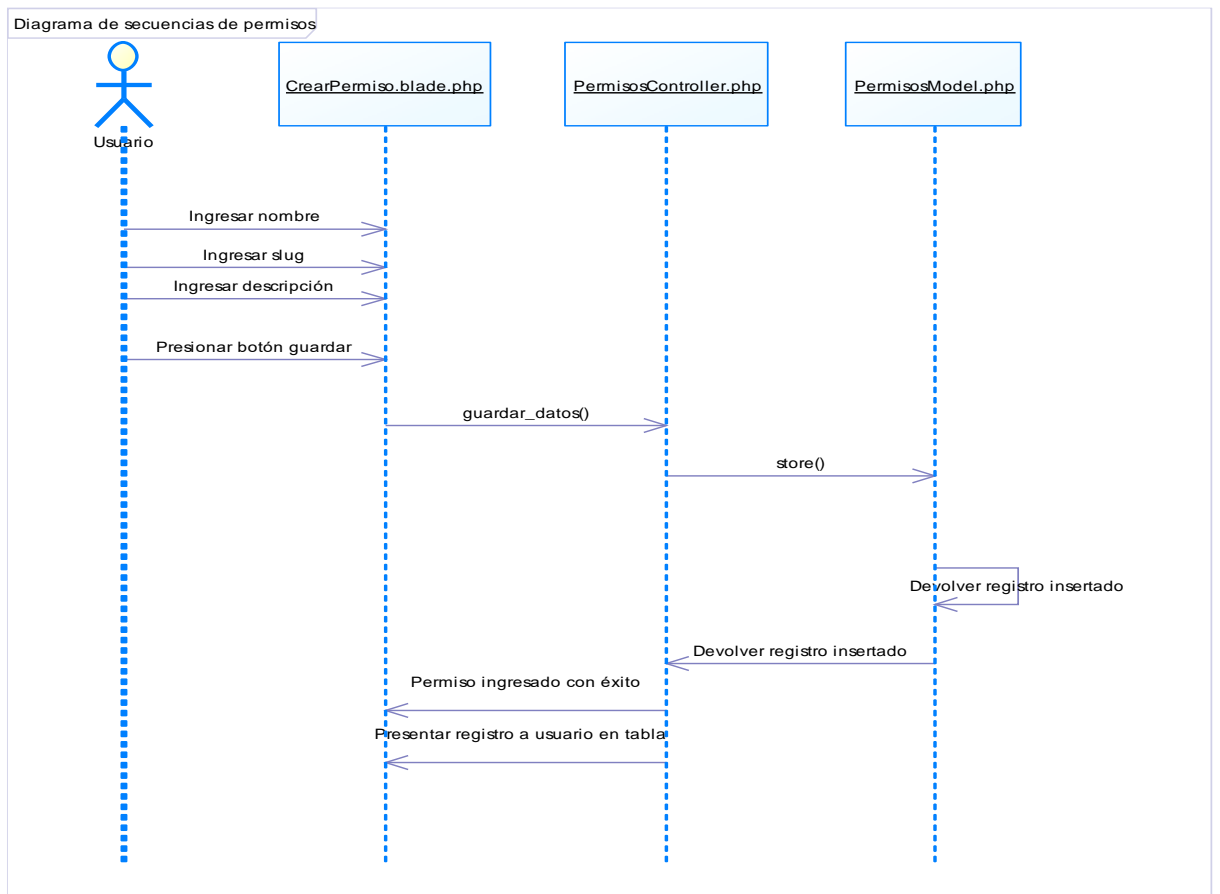 Diagrama de secuencias de permisos
CrearPermiso.blade.php
PermisosController.php
PermisosModel.php
Usuario
Ingresar nombre
Ingresar slug
Ingresar descripción
Presionar botón guardar
guardar_datos()
store()
Devolver registro insertado
Devolver registro insertado
Permiso ingresado con éxito
Presentar registro a usuario en tabla